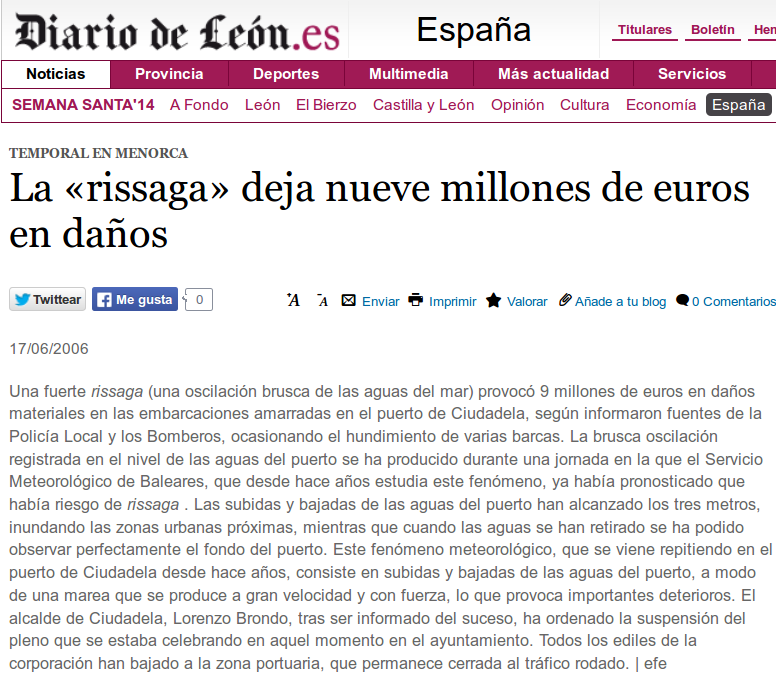 Diario de León.es
España
Titulares Boletín
Noticias Provincia Deportes Multimedia Más actualidad Servicios
SEMANA SANTA'14 A Fondo León El Bierzo Castilla y León Opinión Cultura Economía España
TEMPORAL EN MENORCA
La «rissaga» deja nueve millones de euros
en daños
Twittear Me gusta 0 +A -A Enviar Imprimir Valorar Añade a tu blog 0 Comentarios
17/06/2006
Una fuerte rissaga (una oscilación brusca de las aguas del mar) provocó 9 millones de euros en daños
materiales en las embarcaciones amarradas en el puerto de Ciudadela, según informaron fuentes de la
Policía Local y los Bomberos, ocasionando el hundimiento de varias barcas. La brusca oscilación
registrada en el nivel de las aguas del puerto se ha producido durante una jornada en la que el Servicio
Meteorológico de Baleares, que desde hace años estudia este fenómeno, ya había pronosticado que
había riesgo de rissaga . Las subidas y bajadas de las aguas del puerto han alcanzado los tres metros,
inundando las zonas urbanas próximas, mientras que cuando las aguas se han retirado se ha podido
observar perfectamente el fondo del puerto. Este fenómeno meteorológico, que se viene repitiendo en el
puerto de Ciudadela desde hace años, consiste en subidas y bajadas de las aguas del puerto, a modo
de una marea que se produce a gran velocidad y con fuerza, lo que provoca importantes deterioros. El
alcalde de Ciudadela, Lorenzo Brondo, tras ser informado del suceso, ha ordenado la suspensión del
pleno que se estaba celebrando en aquel momento en el ayuntamiento. Todos los ediles de la
corporación han bajado a la zona portuaria, que permanece cerrada al tráfico rodado. | efe